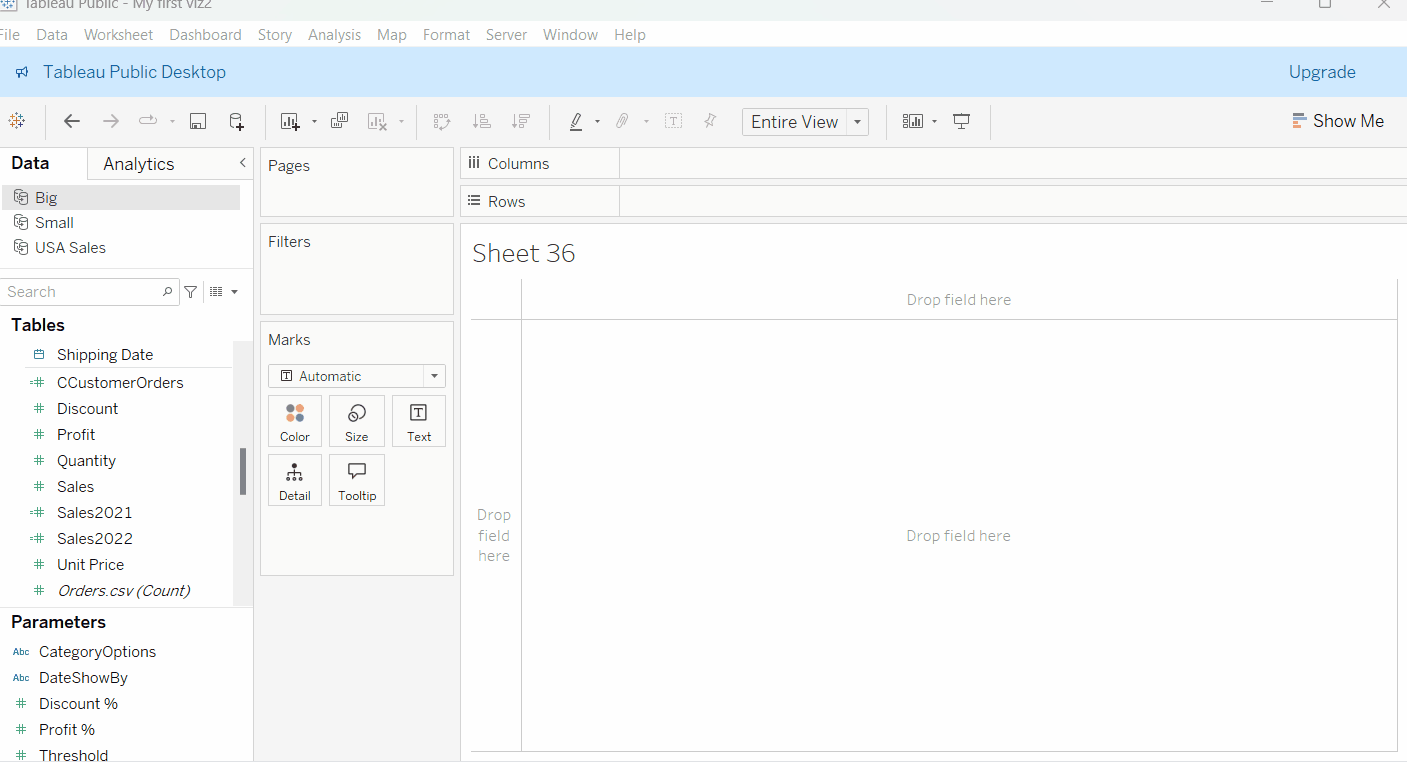 Tableau Public - My first viz2
File Data Worksheet Dashboard Story Analysis Map Format Server Window Help
Tableau Public Desktop Upgrade
Entire View Show Me
Data Analytics
Big
Small
USA Sales
Search
Tables
Shipping Date
CCustomerOrders
Discount
Profit
Quantity
Sales
Sales2021
Sales2022
Unit Price
Orders.csv (Count)
Parameters
Abc CategoryOptions
Abc DateShowBy
Discount %
Profit %
Threshold
Pages
Filters
Marks
Automatic
Color Size Text
Detail Tooltip
Columns
Rows
Sheet 36
Drop field here
Drop
field
here
Drop field here